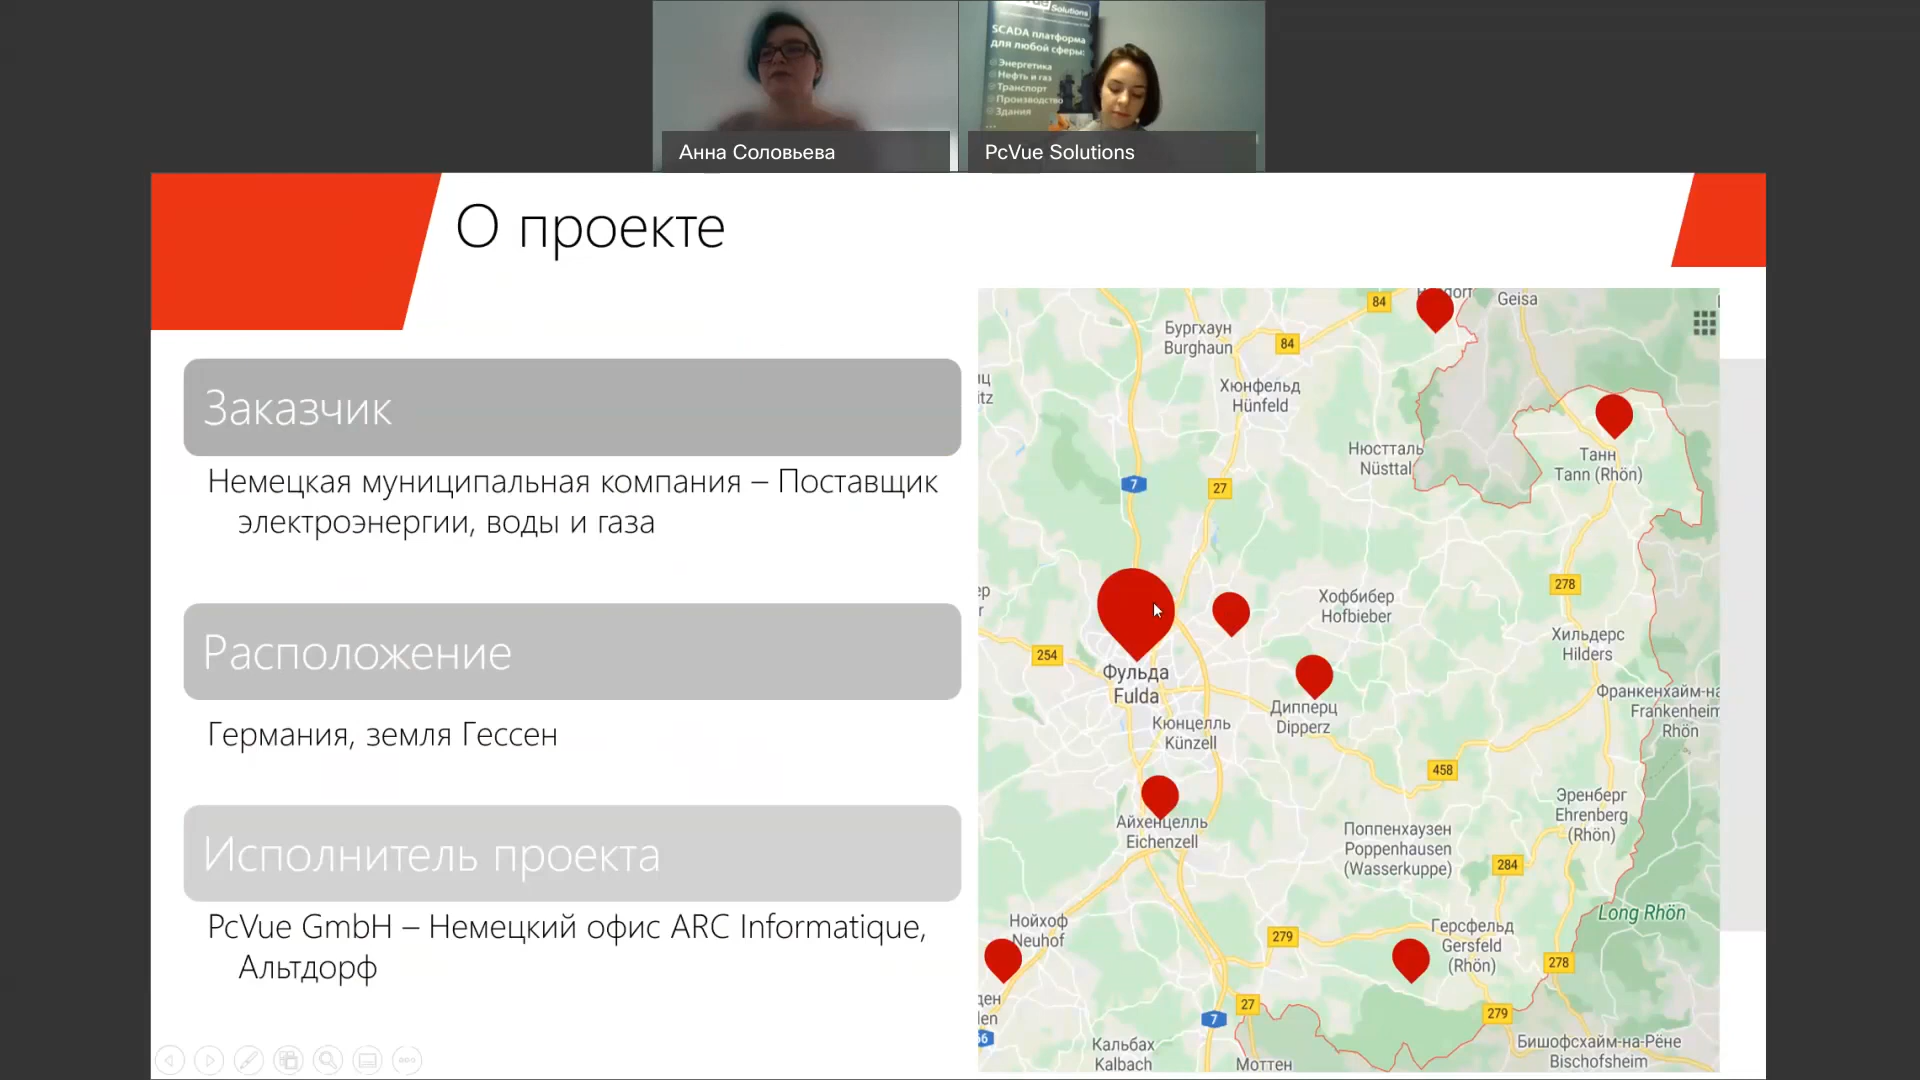 Solutions
SCADA платформа
для любой сферы:
Энергетика
Нефть и газ
Транспорт
Производство
Здания
...
Анна Соловьева
PcVue Solutions
О проекте
Заказчик
Немецкая муниципальная компания – Поставщик
электроэнергии, воды и газа
Расположение
Германия, земля Гессен
Исполнитель проекта
PcVue GmbH – Немецкий офис ARC Informatique,
Альтдорф
84
Geisa
Бургхаун
Burghaun
84
Хюнфельд
Hünfeld
Нюстталь
Nüsttal
Танн
Tann (Rhön)
7
27
278
Хофбибер
Hofbieber
Хильдерс
Hilders
254
Фульда
Fulda
Кюнцелль
Künzell
Дипперц
Dipperz
Франкенхайм-на
Frankenheim
Rhön
458
Айхенцелль
Eichenzell
Эренберг
Ehrenberg
(Rhön)
Поппенхаузен
Poppenhausen
(Wasserkuppe)
284
Long Rhön
Нойхоф
Neuhof
279
Герсфельд
Gersfeld
(Rhön)
278
27
7
279
66
Кальбах
Kalbach
Моттен
Бишофсхайм-на-Рёне
Bischofsheim